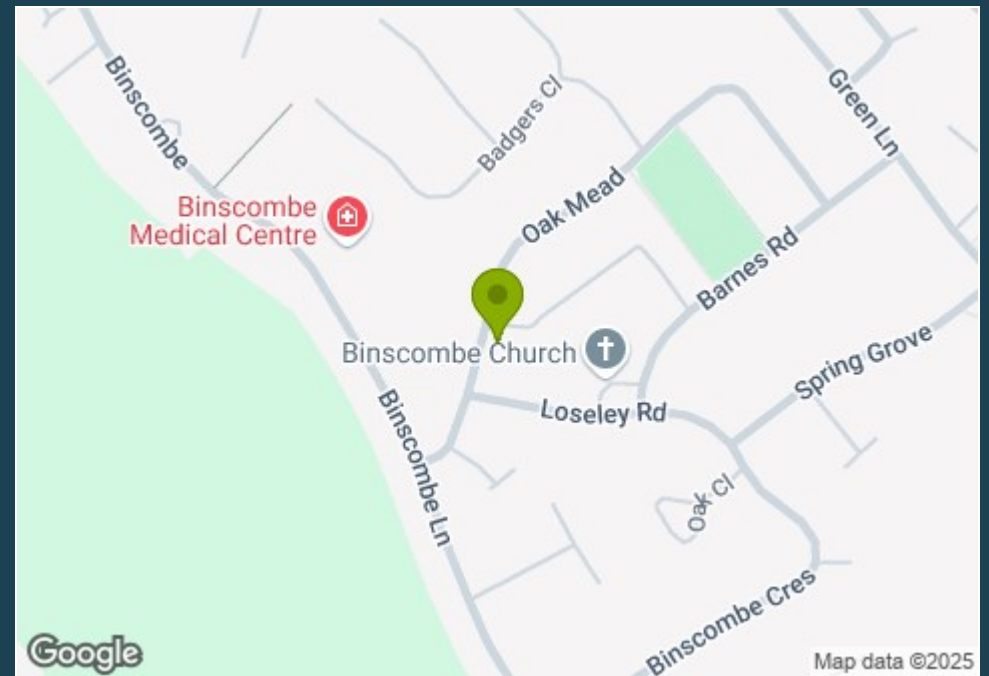 Binscombe
Badgers Cl
Green Ln
Binscombe
Medical Centre
Oak Mead
Barnes Rd
Binscombe Church
Spring Grove
Loseley Rd
Binscombe Ln
Oak Cl
Binscombe Cres
Google
Map data ©2025